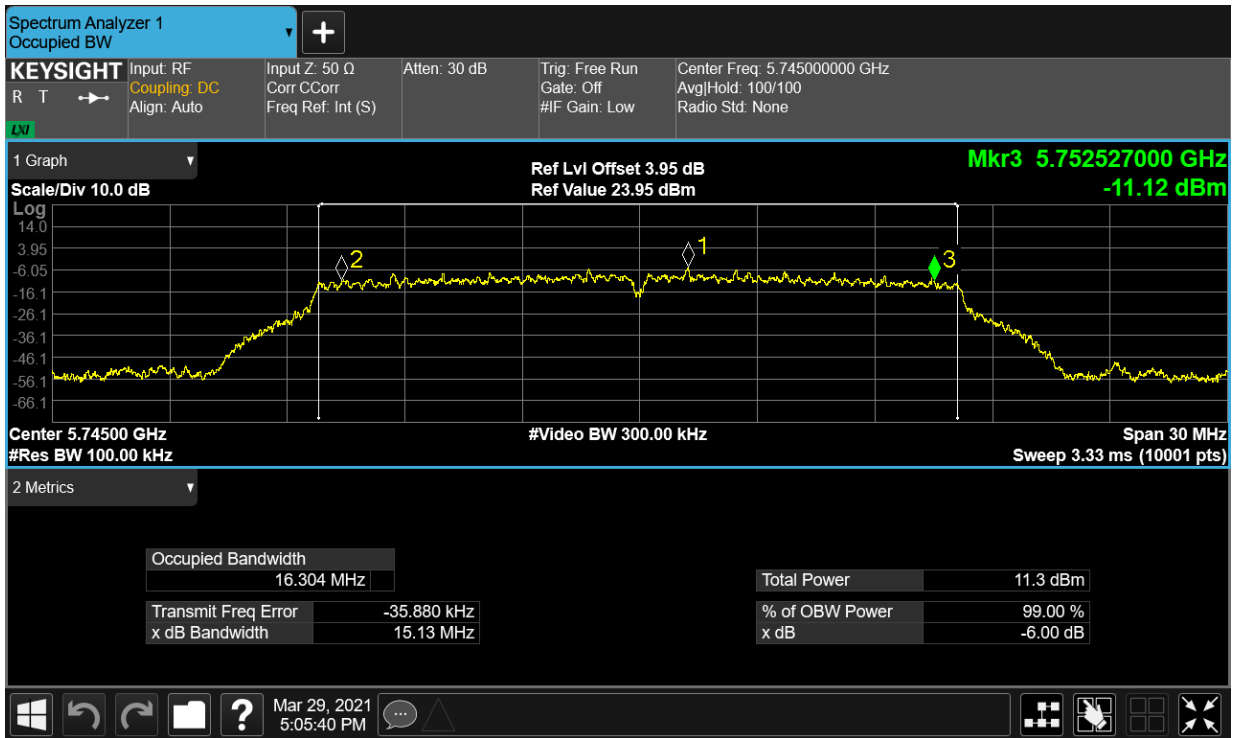 Spectrum Analyzer 1
Occupied BW
KEYSIGHT
R T
LXI
Input: RF
Coupling: DC
Align: Auto
Input Z: 50 Ω
Corr CCorr
Freq Ref: Int (S)
Atten: 30 dB
Trig: Free Run
Gate: Off
#IF Gain: Low
Center Freq: 5.745000000 GHz
Avg|Hold: 100/100
Radio Std: None
1 Graph
Scale/Div 10.0 dB
Ref Lvl Offset 3.95 dB
Ref Value 23.95 dBm
Mkr3 5.752527000 GHz
-11.12 dBm
Log
14.0
3.95
-6.05
-16.1
-26.1
-36.1
-46.1
-56.1
-66.1
2
1
3
Center 5.74500 GHz
#Video BW 300.00 kHz
Span 30 MHz
#Res BW 100.00 kHz
Sweep 3.33 ms (10001 pts)
2 Metrics
Occupied Bandwidth
16.304 MHz
Transmit Freq Error -35.880 kHz
x dB Bandwidth 15.13 MHz
Total Power 11.3 dBm
% of OBW Power 99.00 %
x dB -6.00 dB
?
Mar 29, 2021
5:05:40 PM